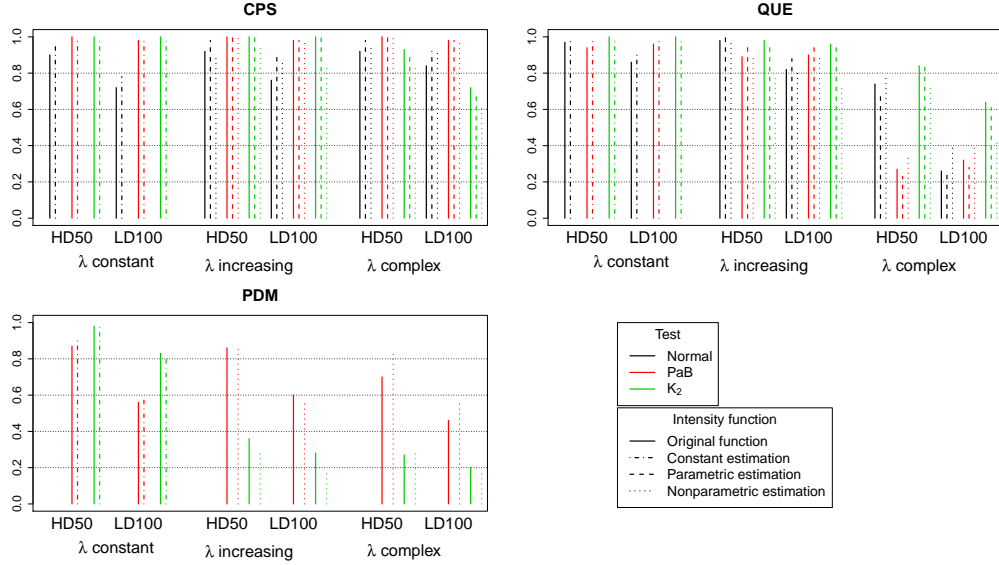 CPS
0.0 0.2 0.4 0.6 0.8 1.0
HD50 LD100 HD50 LD100 HD50 LD100
λ constant λ increasing λ complex
QUE
0.0 0.2 0.4 0.6 0.8 1.0
HD50 LD100 HD50 LD100 HD50 LD100
λ constant λ increasing λ complex
PDM
0.0 0.2 0.4 0.6 0.8 1.0
HD50 LD100 HD50 LD100 HD50 LD100
λ constant λ increasing λ complex
Test
Normal
PaB
K₂
Intensity function
Original function
Constant estimation
Parametric estimation
Nonparametric estimation